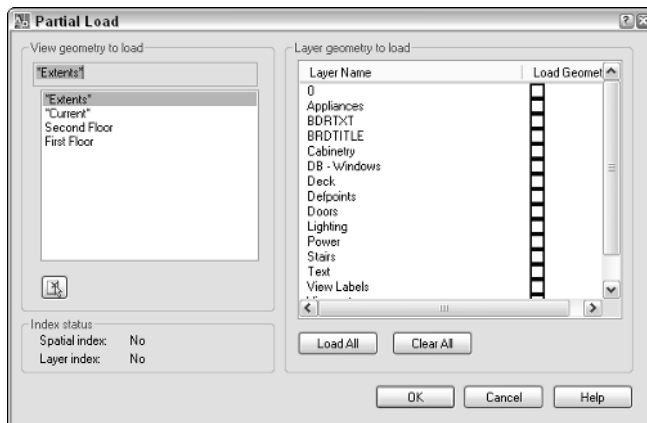 Partial Load
View geometry to load
"Extents"
"Extents"
"Current"
Second Floor
First Floor
Index status
Spatial index: No
Layer index: No
Layer geometry to load
Layer Name Load Geomet
0
Appliances
BDRTXT
BRDTITLE
Cabinetry
DB - Windows
Deck
Defpoints
Doors
Lighting
Power
Stairs
Text
View Labels
Load All Clear All
OK Cancel Help